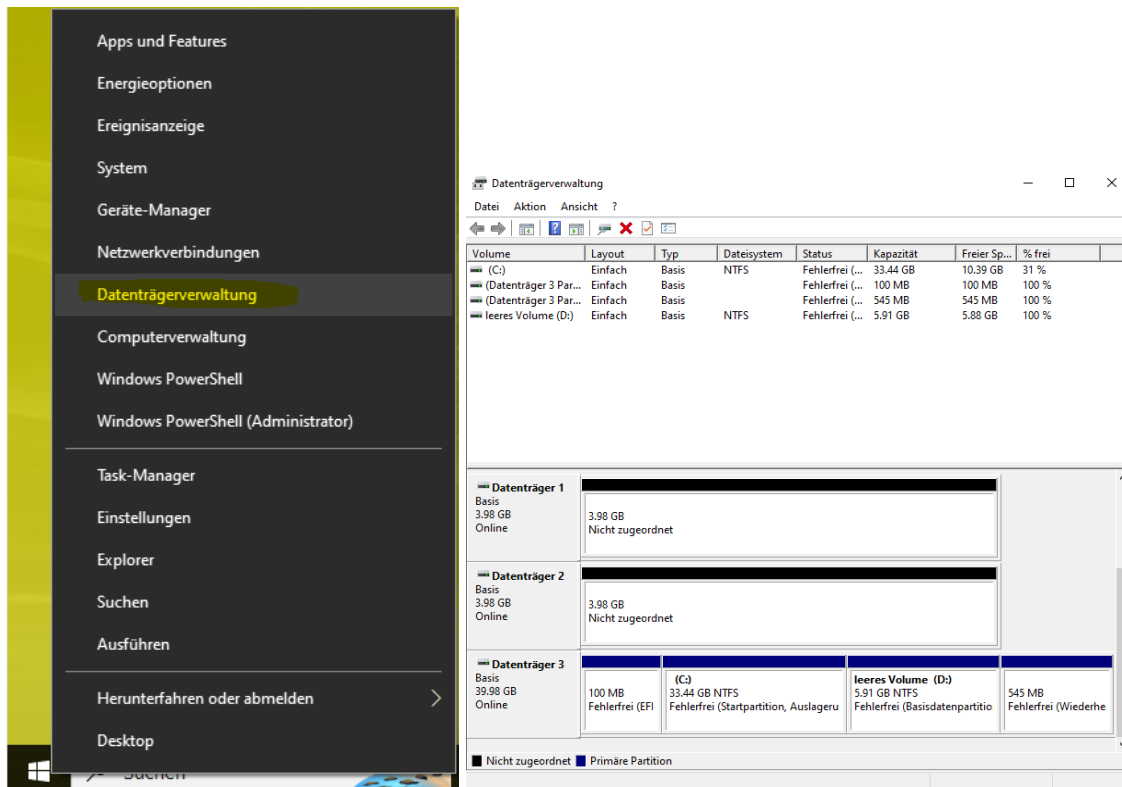 Apps und Features
Energieoptionen
Ereignisanzeige
System
Geräte-Manager
Netzwerkverbindungen
Datenträgerverwaltung
Computerverwaltung
Windows PowerShell
Windows PowerShell (Administrator)
Task-Manager
Einstellungen
Explorer
Suchen
Ausführen
Herunterfahren oder abmelden
Desktop
Suchen
Datenträgerverwaltung
Datei Aktion Ansicht ?
Volume Layout Typ Dateisystem Status Kapazität Freier Sp... % frei
(C:) Einfach Basis NTFS Fehlerfrei (... 33.44 GB 10.39 GB 31 %
(Datenträger 3 Par... Einfach Basis Fehlerfrei (... 100 MB 100 MB 100 %
(Datenträger 3 Par... Einfach Basis Fehlerfrei (... 545 MB 545 MB 100 %
leeres Volume (D:) Einfach Basis NTFS Fehlerfrei (... 5.91 GB 5.88 GB 100 %
Datenträger 1
Basis
3.98 GB
Online
3.98 GB
Nicht zugeordnet
Datenträger 2
Basis
3.98 GB
Online
3.98 GB
Nicht zugeordnet
Datenträger 3
Basis
39.98 GB
Online
100 MB
Fehlerfrei (EFI
(C:)
33.44 GB NTFS
Fehlerfrei (Startpartition, Auslageru
leeres Volume (D:)
5.91 GB NTFS
Fehlerfrei (Basisdatenpartitio
545 MB
Fehlerfrei (Wiederhe
Nicht zugeordnet Primäre Partition